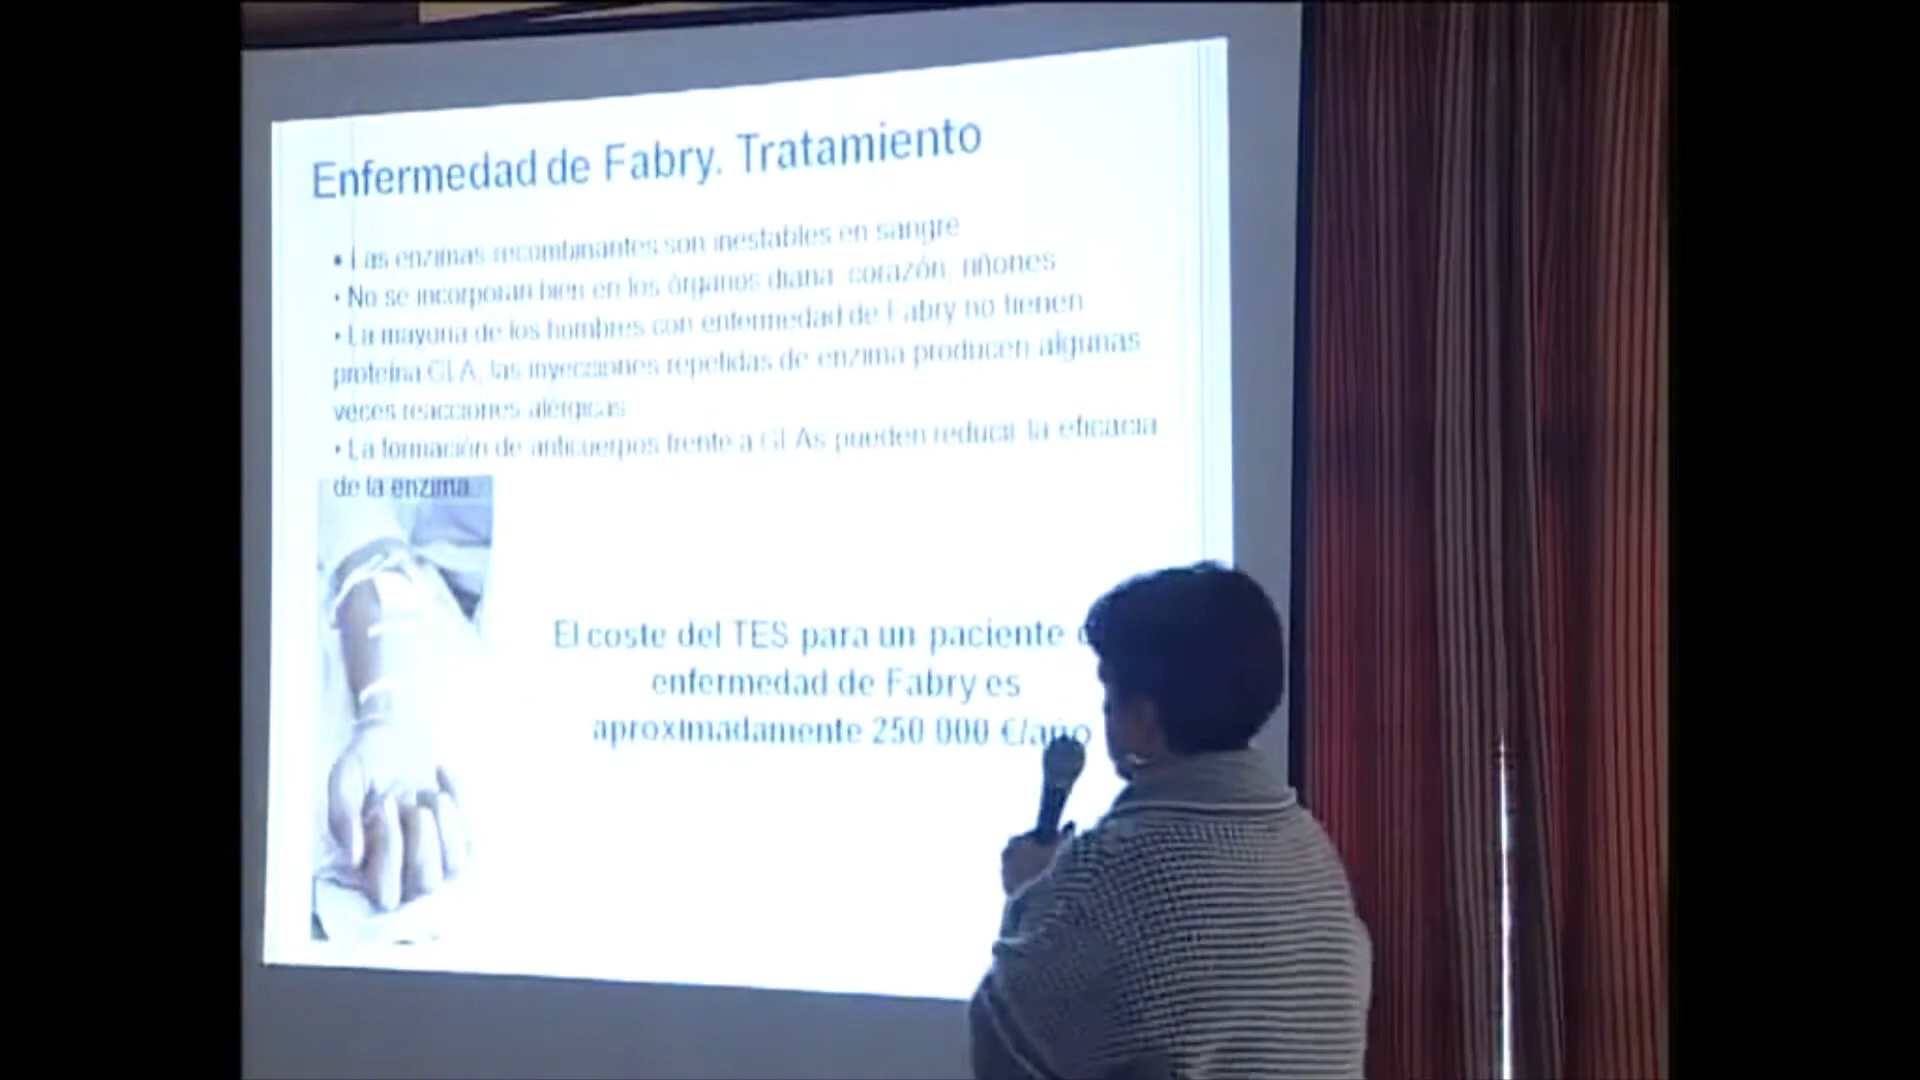 Enfermedad de Fabry. Tratamiento
• Las enzimas recombinantes son inestables en sangre
• No se incorporan bien en los órganos diana: corazón, riñones
• La mayoría de los hombres con enfermedad de Fabry no tienen
proteína GLA, las inyecciones repetidas de enzima producen algunas
veces reacciones alérgicas
• La formación de anticuerpos frente a GLAs pueden reducir la eficacia
de la enzima
El coste del TES para un paciente
enfermedad de Fabry es
aproximadamente 250 000 €/año